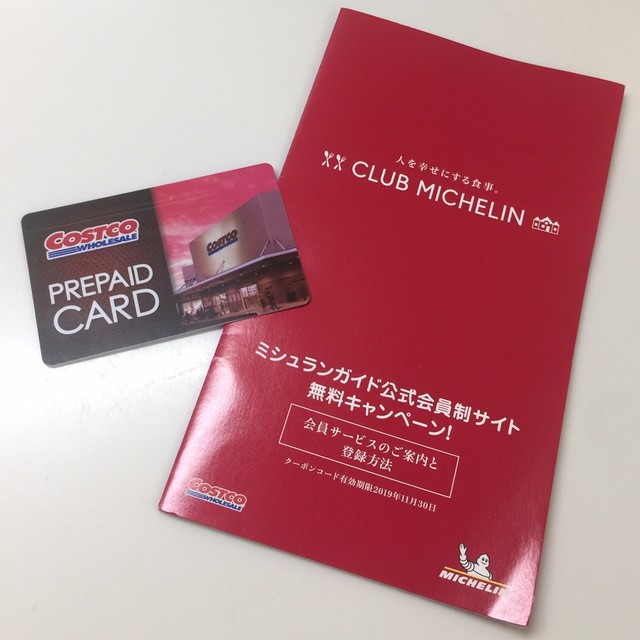 COSTCO
WHOLESALE
PREPAID
CARD
COSTCO
WHOLESALE
人を幸せにする食事。
CLUB MICHELIN
ミシュランガイド公式会員制サイト
無料キャンペーン!
会員サービスのご案内と
登録方法
クーポンコード有効期限2019年11月30日
COSTCO
WHOLESALE
MICHELIN